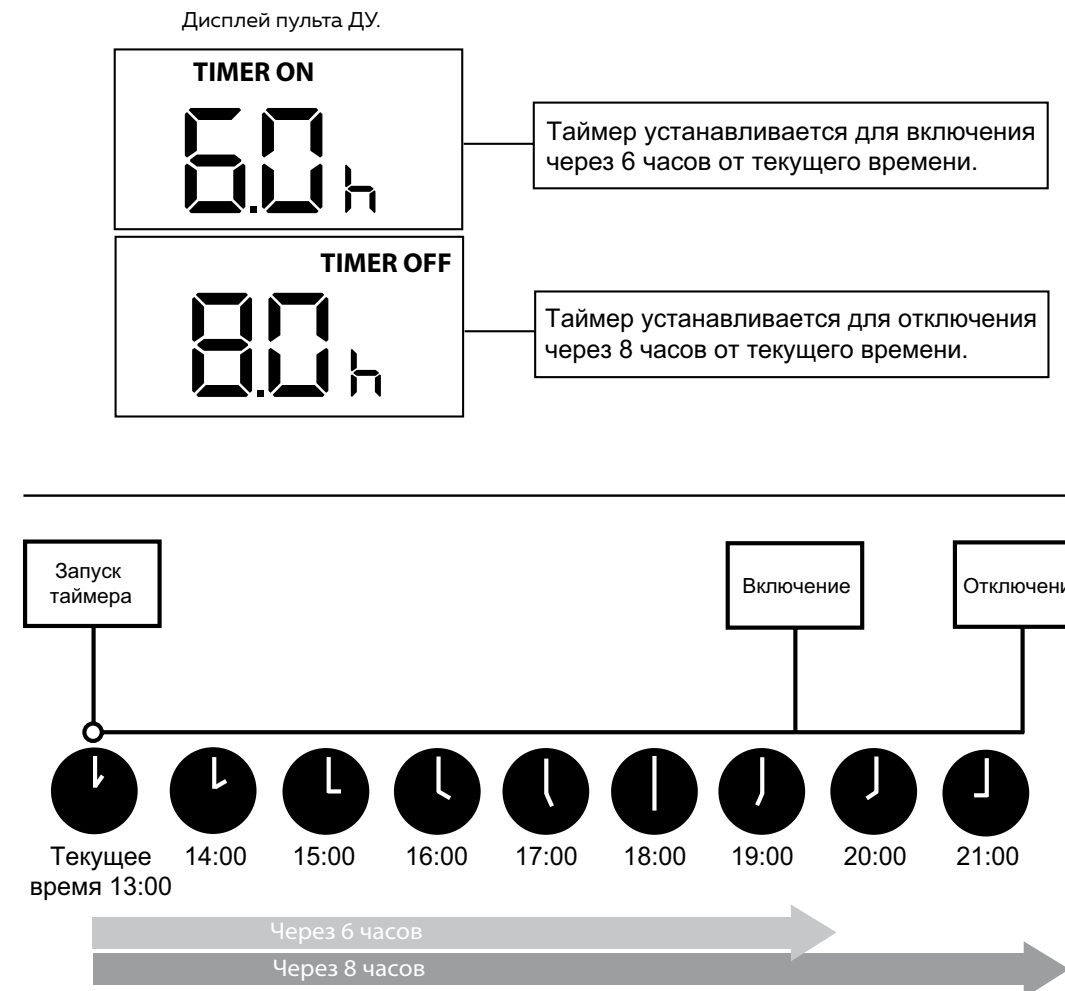 Дисплей пульта ДУ.
TIMER ON
6.0 h
Таймер устанавливается для включения
через 6 часов от текущего времени.
TIMER OFF
8.0 h
Таймер устанавливается для отключения
через 8 часов от текущего времени.
Запуск
таймера
Включение
Отключени
Текущее
время 13:00
14:00
15:00
16:00
17:00
18:00
19:00
20:00
21:00
Через 6 часов
Через 8 часов